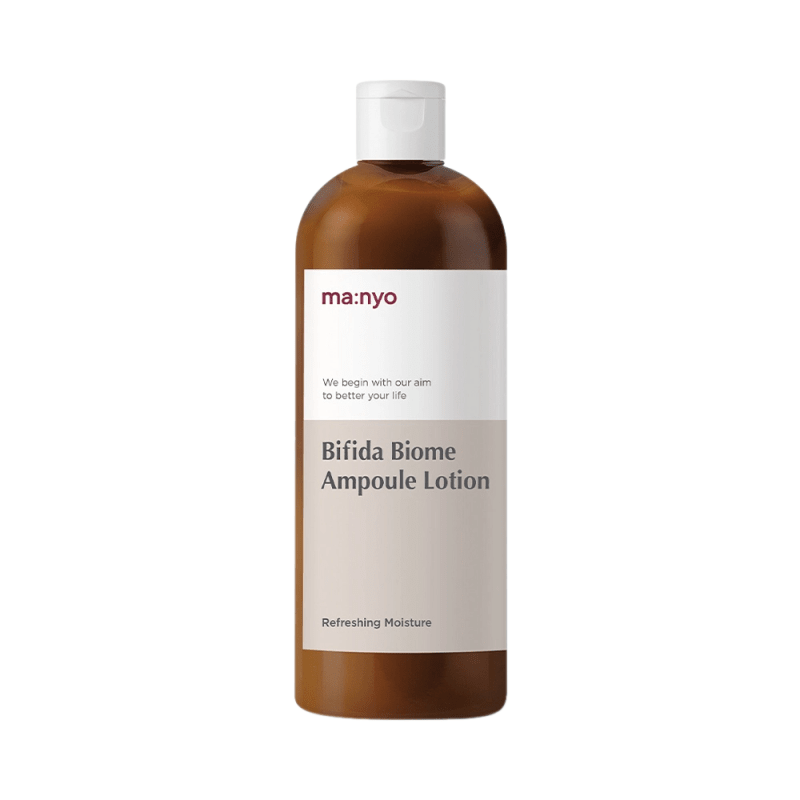 ma:nyo
We begin with our aim
to better your life
Bifida Biome
Ampoule Lotion
Refreshing Moisture